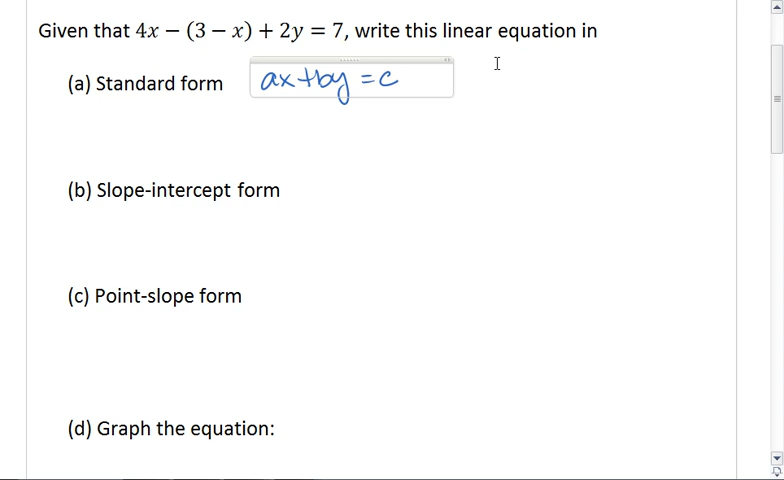 Given that 4x − (3 − x) + 2y = 7, write this linear equation in
(a) Standard form ax+by=c
(b) Slope-intercept form
(c) Point-slope form
(d) Graph the equation: